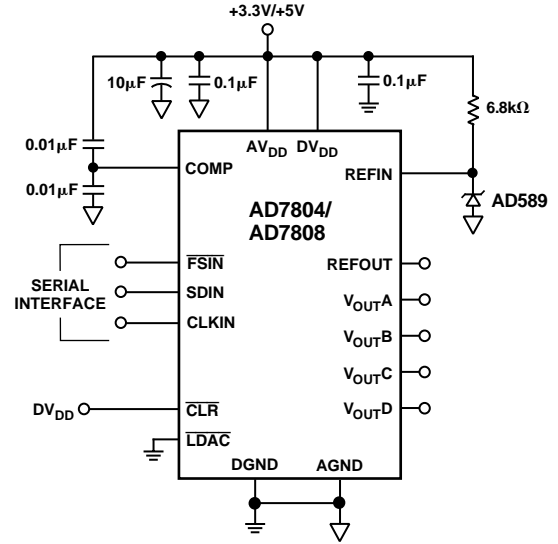 +3.3V/+5V
10µF
0.1µF
0.1µF
6.8kΩ
0.01µF
0.01µF
AVDD DVDD
COMP
REFIN
AD7804/
AD7808
AD589
FSIN
SDIN
CLKIN
SERIAL
INTERFACE
REFOUT
VOUTA
VOUTB
VOUTC
VOUTD
DVDD
CLR
LDAC
DGND AGND